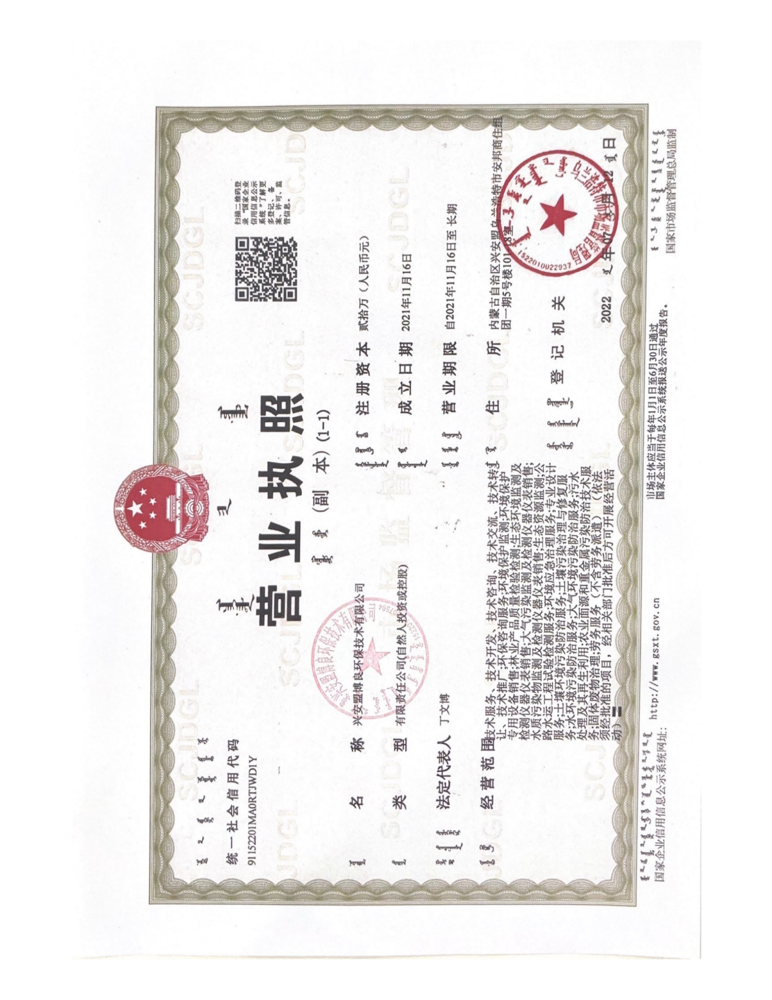 统一社会信用代码
91152201MA0RTJWD1Y
营业执照
(副 本)(1-1)
扫描二维码登
录“国家企业
信用信息公示
系统”了解更
多登记、备
案、许可、监
管信息。
名 称 兴安盟博良环保技术有限公司
类 型 有限责任公司(自然人投资或控股)
法定代表人 丁文博
经营范围 技术服务、技术开发、技术咨询、技术交流、技术转
让、技术推广;环保咨询服务;环境保护监测;环境保护
专用设备销售;林业产品质量检验检测;生态环境监测及
检测仪器仪表销售;大气污染监测及检测仪器仪表销售;
水质污染物监测及检测仪器仪表销售;生态资源监测;公
路水运工程试验检测服务;环境应急治理服务;专业设计
服务;土壤环境污染防治服务;土壤污染治理与修复服
务;水环境污染防治服务;大气环境污染防治服务;污水
处理及其再生利用;农业面源和重金属污染防治技术服
务;固体废物治理;劳务服务（不含劳务派遣）（依法
须经批准的项目，经相关部门批准后方可开展经营活
动）
注册资本 贰拾万（人民币元）
成立日期 2021年11月16日
营业期限 自2021年11月16日至 长期
住 所 内蒙古自治区兴安盟乌兰浩特市安邦商住组
团一期5号楼101-18室
登记机关
1522010022937
2022 年 07 月 12 日
国家企业信用信息公示系统网址: http://www.gsxt.gov.cn
市场主体应当于每年1月1日至6月30日通过
国家企业信用信息公示系统报送公示年度报告。
国家市场监督管理总局监制